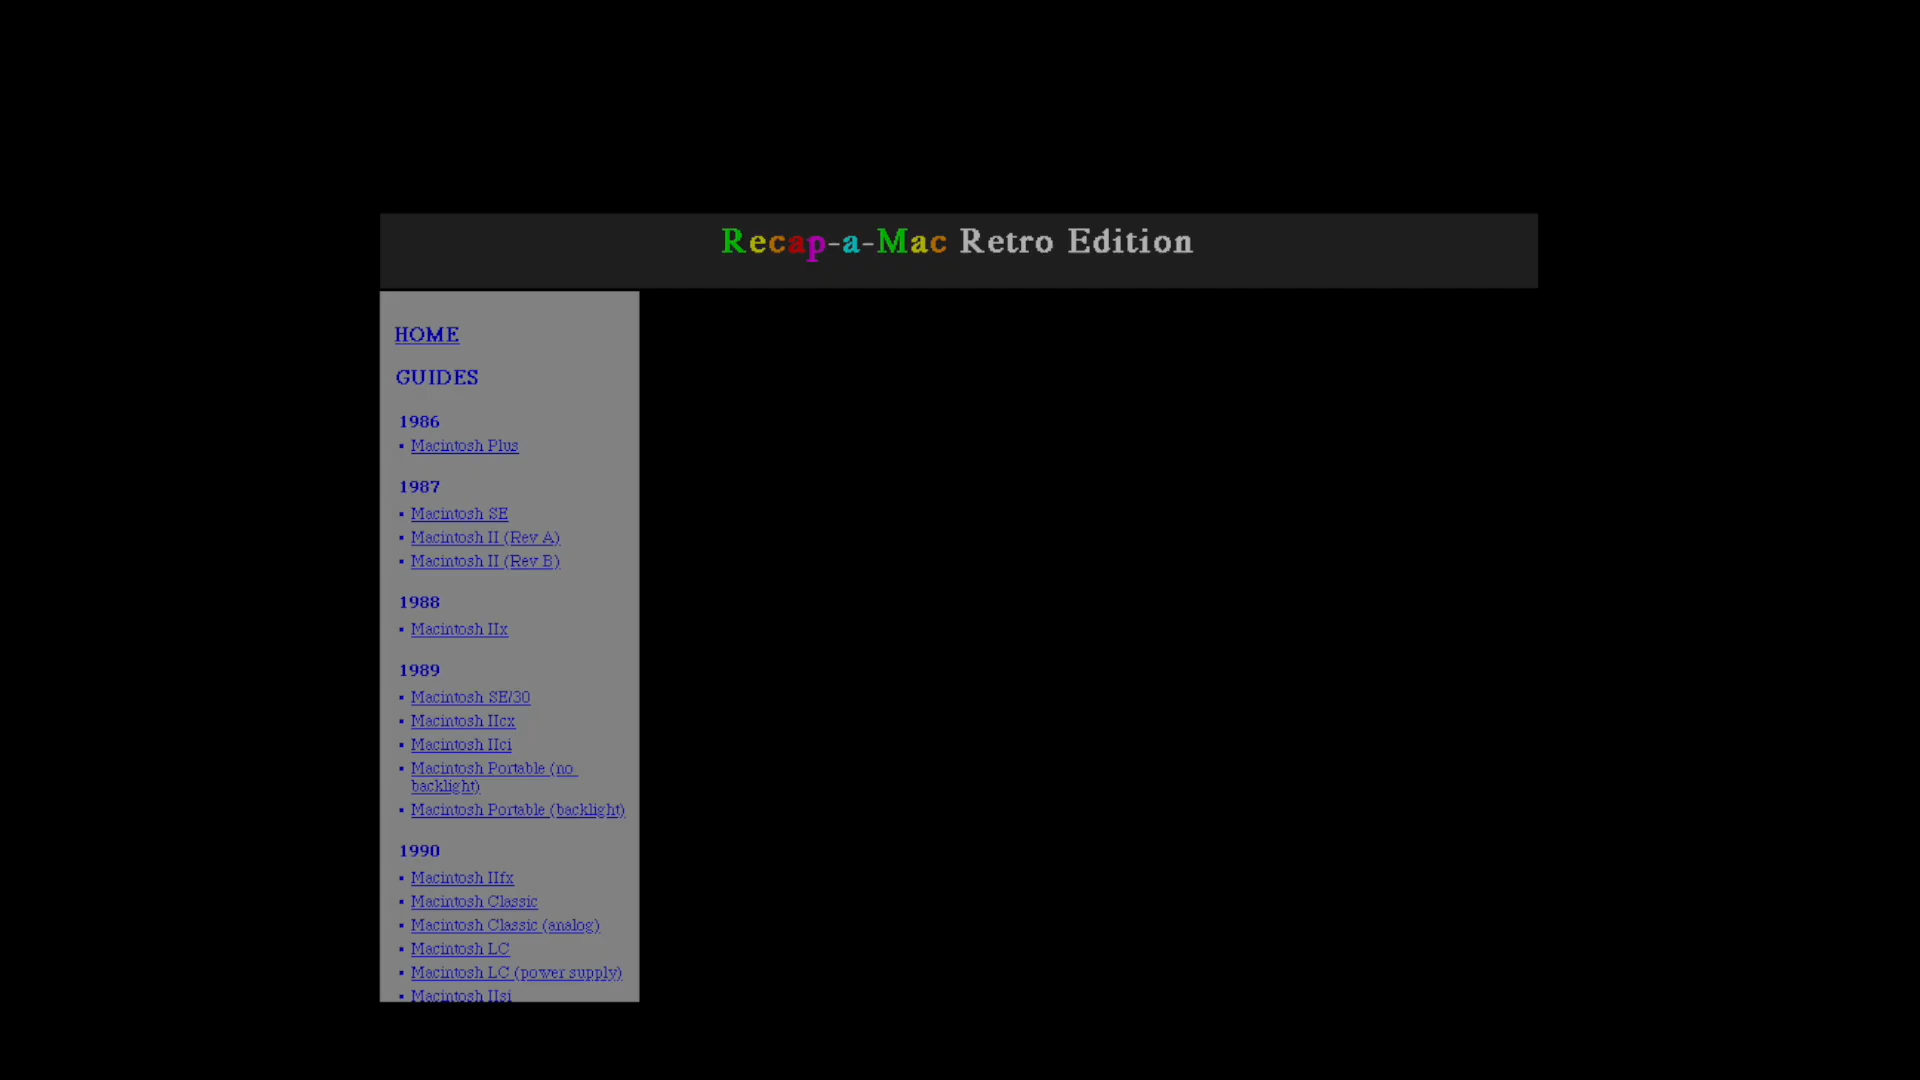 Recap-a-Mac Retro Edition
HOME
GUIDES
1986
▪ Macintosh Plus
1987
▪ Macintosh SE
▪ Macintosh II (Rev A)
▪ Macintosh II (Rev B)
1988
▪ Macintosh IIx
1989
▪ Macintosh SE/30
▪ Macintosh IIcx
▪ Macintosh IIci
▪ Macintosh Portable (no
backlight)
▪ Macintosh Portable (backlight)
1990
▪ Macintosh IIfx
▪ Macintosh Classic
▪ Macintosh Classic (analog)
▪ Macintosh LC
▪ Macintosh LC (power supply)
▪ Macintosh IIsi